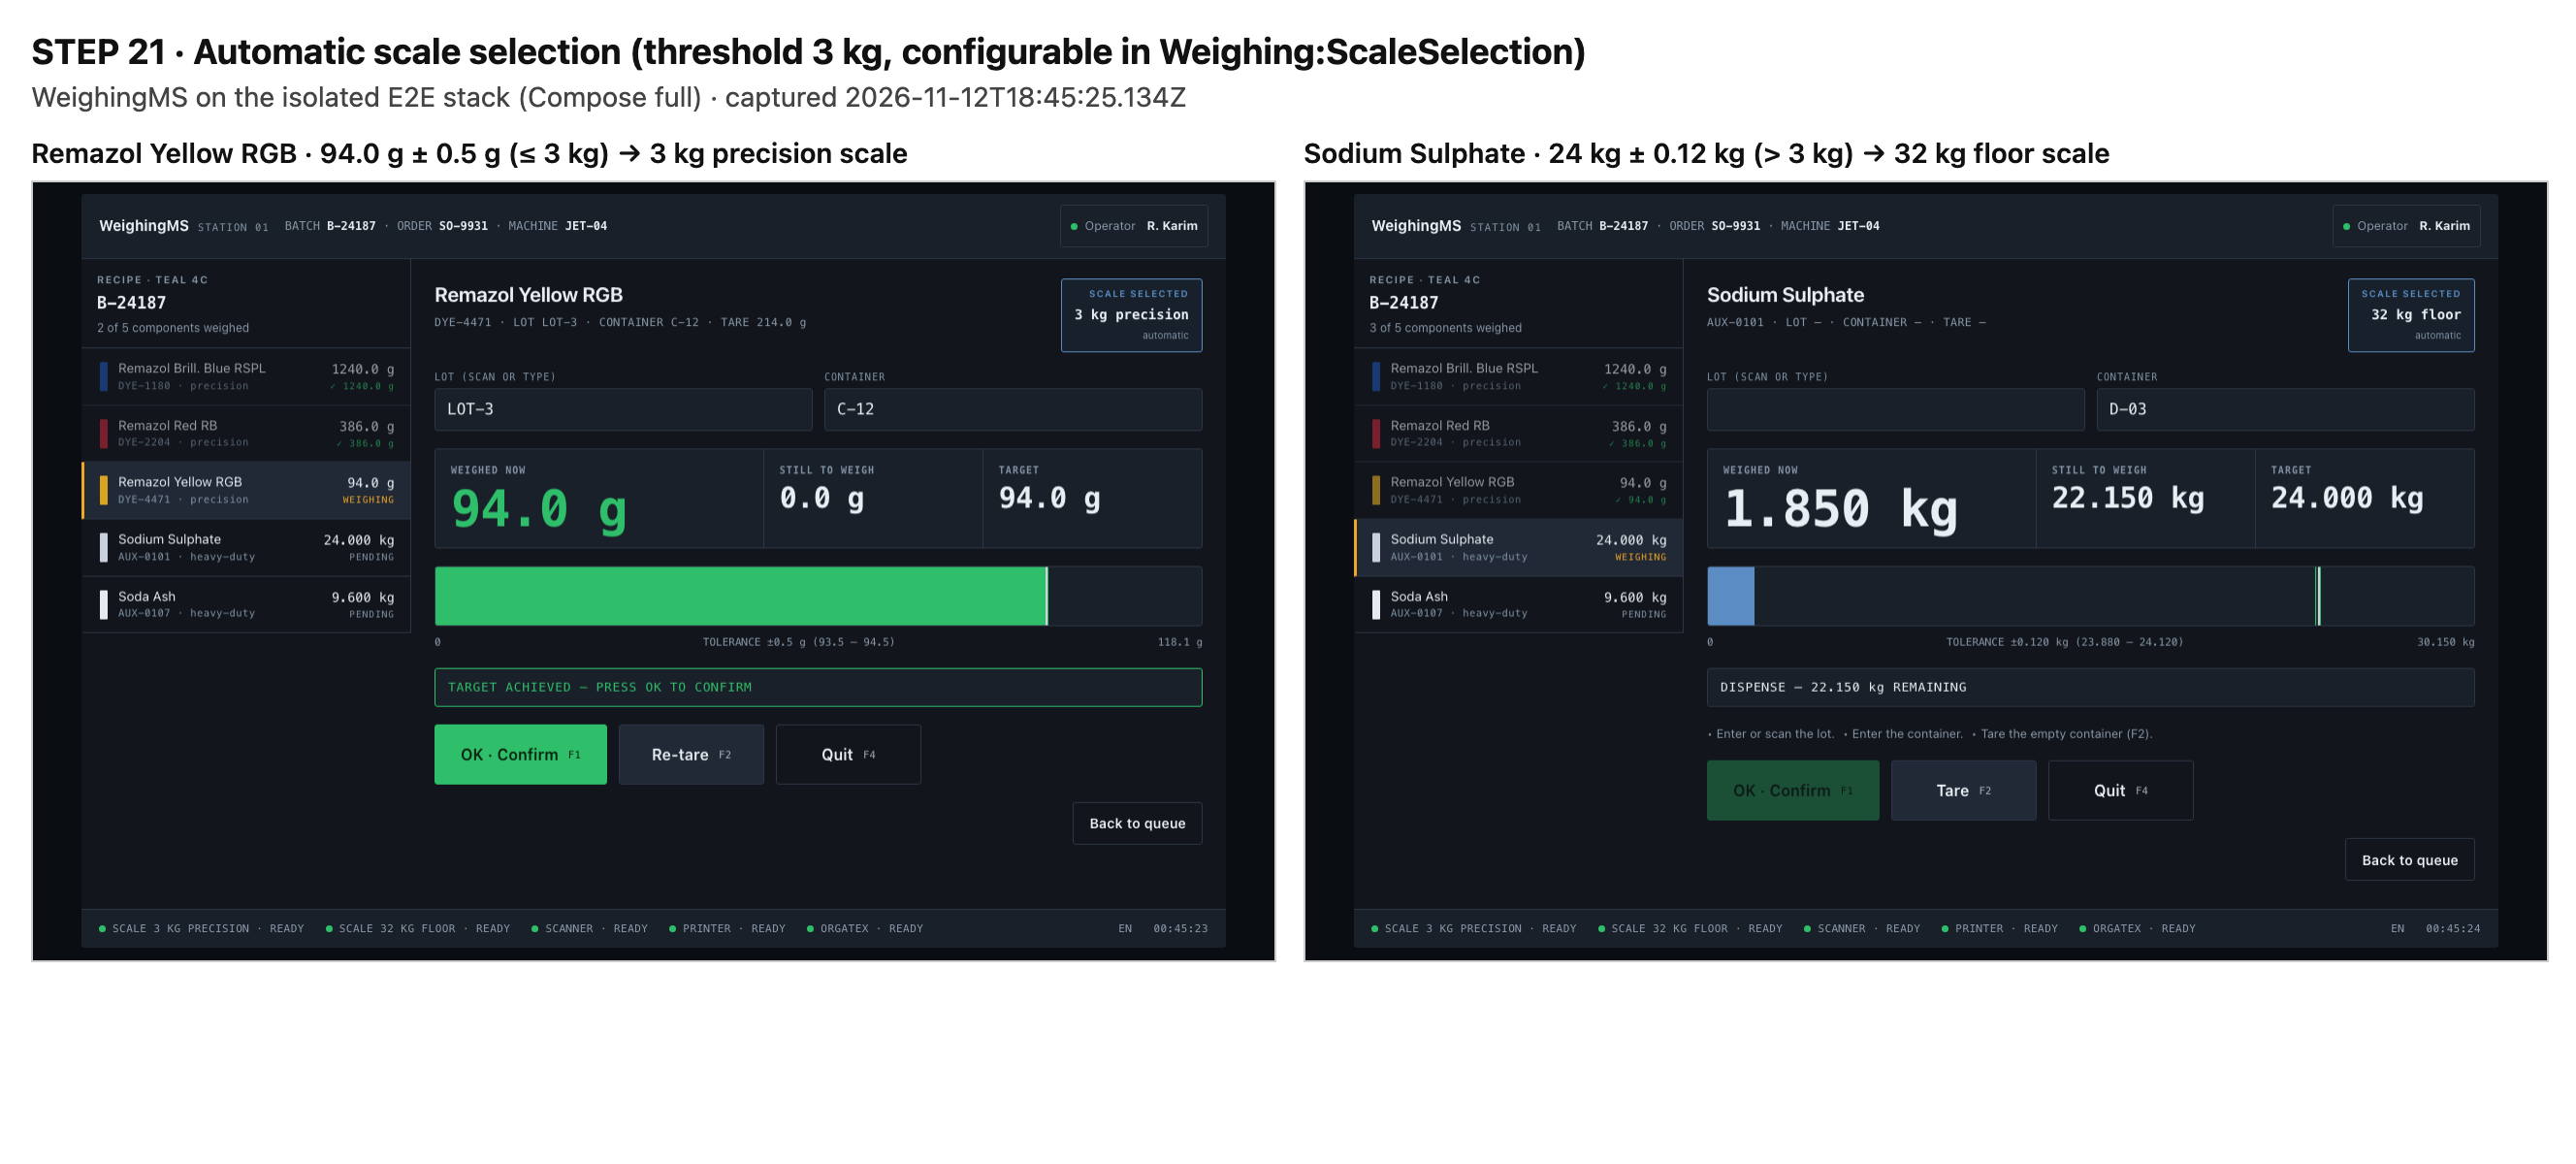 STEP 21 · Automatic scale selection (threshold 3 kg, configurable in Weighing:ScaleSelection)
WeighingMS on the isolated E2E stack (Compose full) · captured 2026-11-12T18:45:25.134Z
Remazol Yellow RGB · 94.0 g ± 0.5 g (≤ 3 kg) → 3 kg precision scale
WeighingMS STATION 01 BATCH B–24187 · ORDER SO–9931 · MACHINE JET–04
Operator R. Karim
RECIPE · TEAL 4C
B–24187
2 of 5 components weighed
Remazol Brill. Blue RSPL 1240.0 g
DYE–1180 · precision ✓ 1240.0 g
Remazol Red RB 386.0 g
DYE–2204 · precision ✓ 386.0 g
Remazol Yellow RGB 94.0 g
DYE–4471 · precision WEIGHING
Sodium Sulphate 24.000 kg
AUX–0101 · heavy–duty PENDING
Soda Ash 9.600 kg
AUX–0107 · heavy–duty PENDING
Remazol Yellow RGB
DYE–4471 · LOT LOT–3 · CONTAINER C–12 · TARE 214.0 g
SCALE SELECTED
3 kg precision
automatic
LOT (SCAN OR TYPE) CONTAINER
LOT–3 C–12
WEIGHED NOW STILL TO WEIGH TARGET
94.0 g 0.0 g 94.0 g
0 TOLERANCE ±0.5 g (93.5 – 94.5) 118.1 g
TARGET ACHIEVED – PRESS OK TO CONFIRM
OK · Confirm F1 Re-tare F2 Quit F4
Back to queue
SCALE 3 KG PRECISION · READY SCALE 32 KG FLOOR · READY SCANNER · READY PRINTER · READY ORGATEX · READY EN 00:45:23
Sodium Sulphate · 24 kg ± 0.12 kg (> 3 kg) → 32 kg floor scale
WeighingMS STATION 01 BATCH B–24187 · ORDER SO–9931 · MACHINE JET–04
Operator R. Karim
RECIPE · TEAL 4C
B–24187
3 of 5 components weighed
Remazol Brill. Blue RSPL 1240.0 g
DYE–1180 · precision ✓ 1240.0 g
Remazol Red RB 386.0 g
DYE–2204 · precision ✓ 386.0 g
Remazol Yellow RGB 94.0 g
DYE–4471 · precision ✓ 94.0 g
Sodium Sulphate 24.000 kg
AUX–0101 · heavy–duty WEIGHING
Soda Ash 9.600 kg
AUX–0107 · heavy–duty PENDING
Sodium Sulphate
AUX–0101 · LOT – · CONTAINER – · TARE –
SCALE SELECTED
32 kg floor
automatic
LOT (SCAN OR TYPE) CONTAINER
D–03
WEIGHED NOW STILL TO WEIGH TARGET
1.850 kg 22.150 kg 24.000 kg
0 TOLERANCE ±0.120 kg (23.880 – 24.120) 30.150 kg
DISPENSE – 22.150 kg REMAINING
· Enter or scan the lot. · Enter the container. · Tare the empty container (F2).
OK · Confirm F1 Tare F2 Quit F4
Back to queue
SCALE 3 KG PRECISION · READY SCALE 32 KG FLOOR · READY SCANNER · READY PRINTER · READY ORGATEX · READY EN 00:45:24